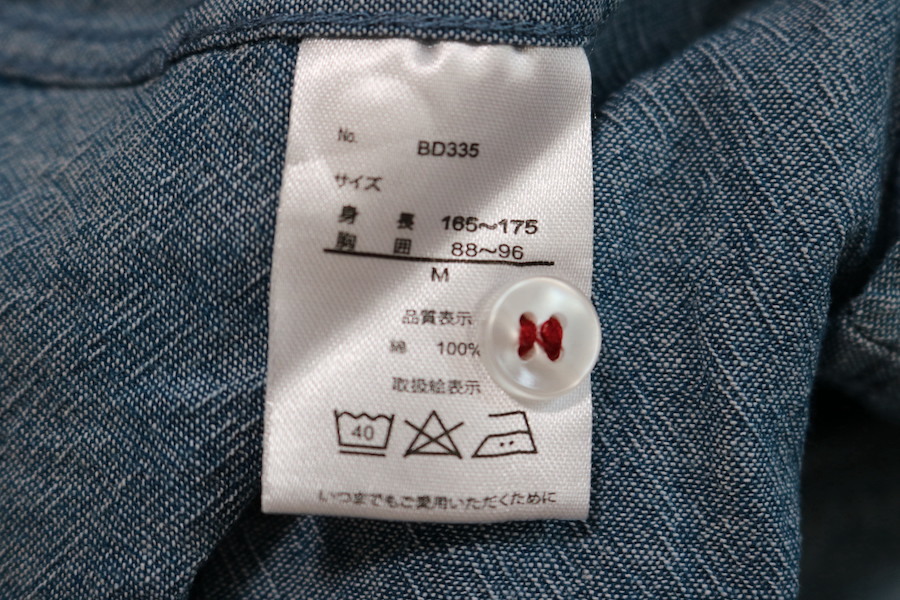 No. BD335
サイズ
身 長 165～175
胸 囲 88～96
M
品質表示
綿 100%
取扱絵表示
40
いつまでもご愛用いただくために